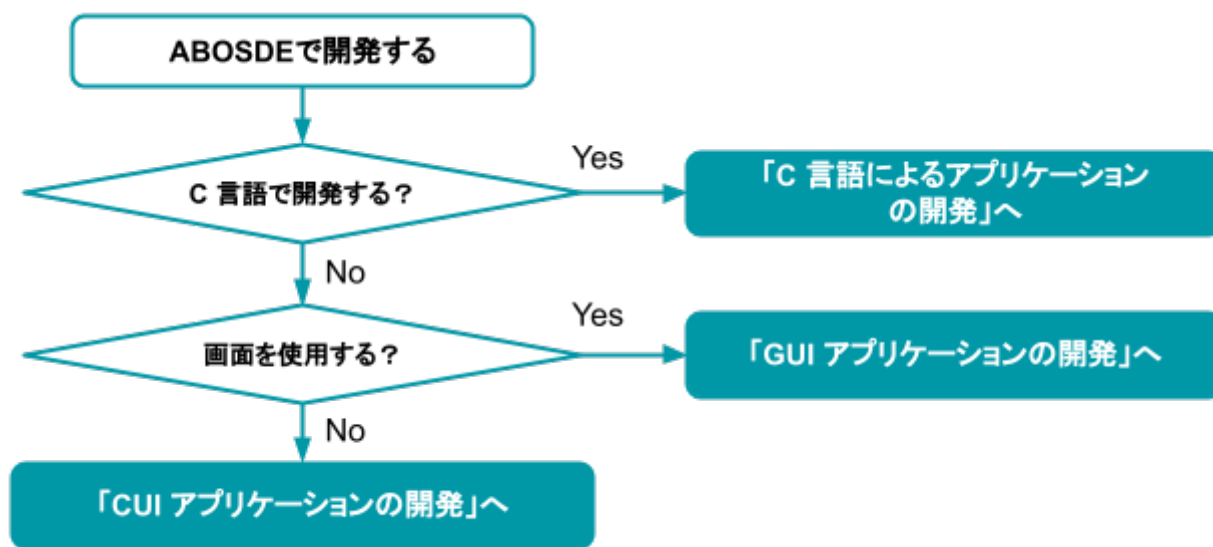 ABOSDEで開発する
C 言語で開発する？
Yes
「C 言語によるアプリケーション
の開発」へ
No
画面を使用する？
Yes
「GUI アプリケーションの開発」へ
No
「CUI アプリケーションの開発」へ